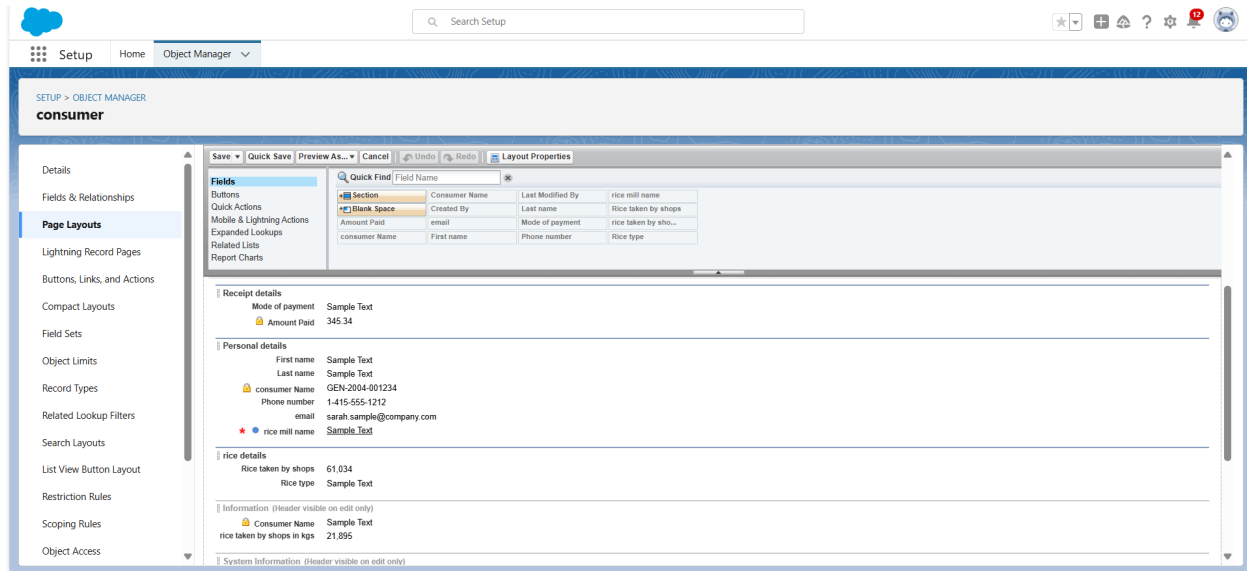 Search Setup
12
Setup Home Object Manager
SETUP > OBJECT MANAGER
consumer
Details
Fields & Relationships
Page Layouts
Lightning Record Pages
Buttons, Links, and Actions
Compact Layouts
Field Sets
Object Limits
Record Types
Related Lookup Filters
Search Layouts
List View Button Layout
Restriction Rules
Scoping Rules
Object Access
Save Quick Save Preview As... Cancel Undo Redo Layout Properties
Fields
Buttons
Quick Actions
Mobile & Lightning Actions
Expanded Lookups
Related Lists
Report Charts
Quick Find Field Name
Section Consumer Name Last Modified By rice mill name
Blank Space Created By Last name Rice taken by shops
Amount Paid email Mode of payment rice taken by sho...
consumer Name First name Phone number Rice type
Receipt details
Mode of payment Sample Text
Amount Paid 345.34
Personal details
First name Sample Text
Last name Sample Text
consumer Name GEN-2004-001234
Phone number 1-415-555-1212
email sarah.sample@company.com
* rice mill name Sample Text
rice details
Rice taken by shops 61,034
Rice type Sample Text
Information (Header visible on edit only)
Consumer Name Sample Text
rice taken by shops in kgs 21,895
System Information (Header visible on edit only)